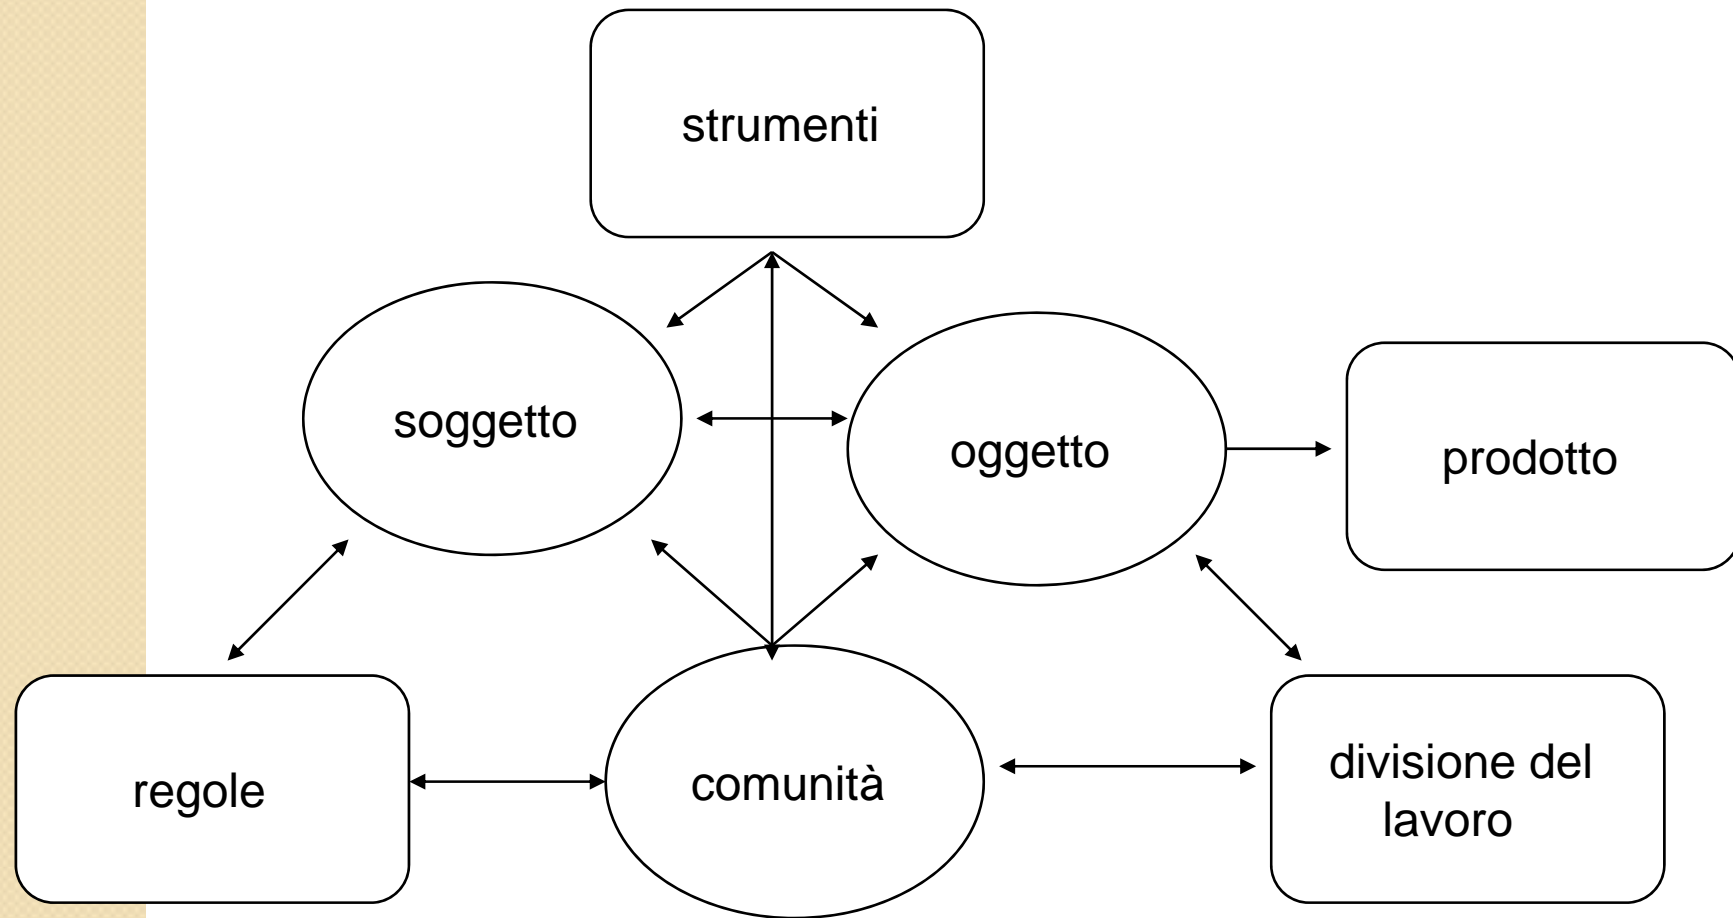 strumenti
soggetto
oggetto
prodotto
regole
comunità
divisione del
lavoro